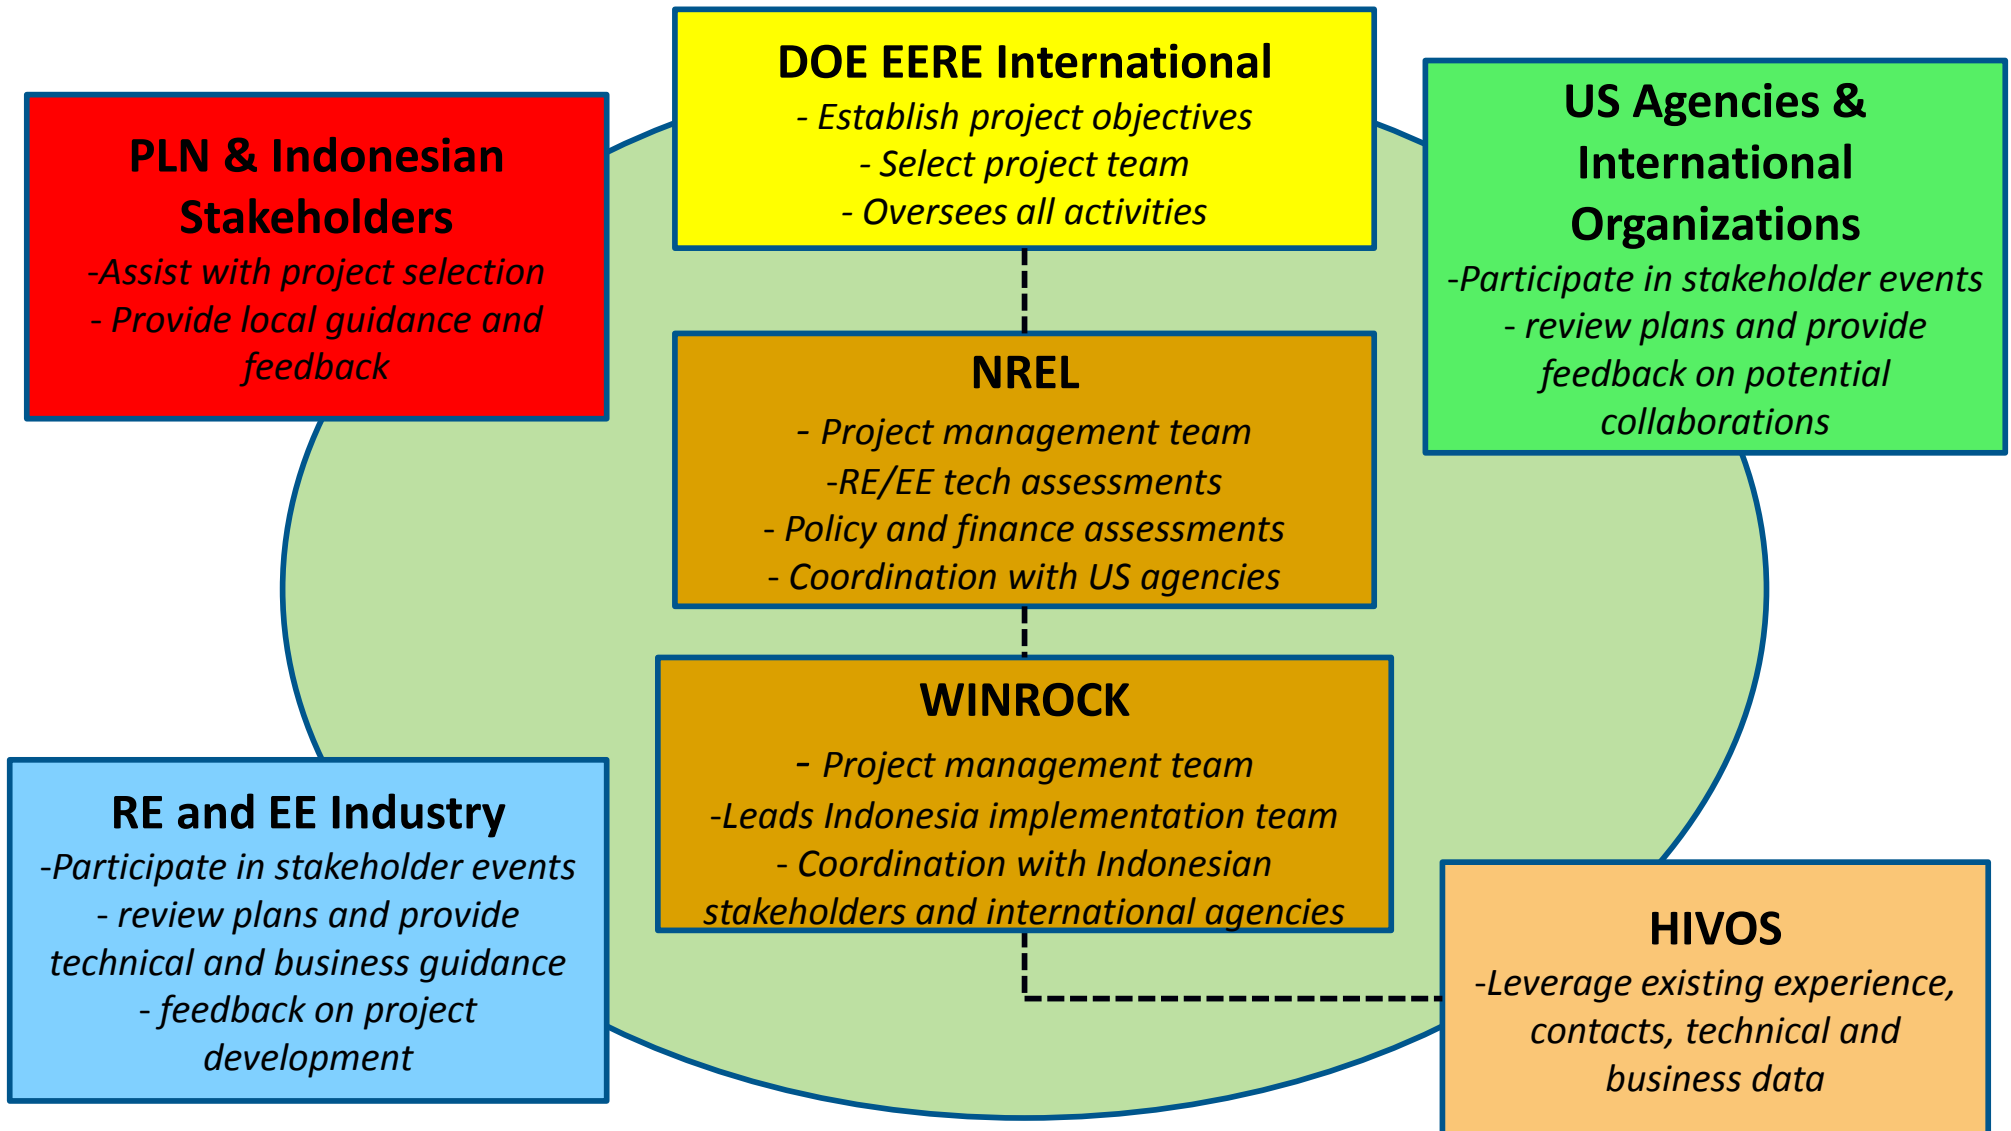 DOE EERE International
- Establish project objectives
- Select project team
- Oversees all activities
PLN & Indonesian
Stakeholders
-Assist with project selection
- Provide local guidance and
feedback
US Agencies &
International
Organizations
-Participate in stakeholder events
- review plans and provide
feedback on potential
collaborations
NREL
- Project management team
-RE/EE tech assessments
- Policy and finance assessments
- Coordination with US agencies
WINROCK
- Project management team
-Leads Indonesia implementation team
- Coordination with Indonesian
stakeholders and international agencies
RE and EE Industry
-Participate in stakeholder events
- review plans and provide
technical and business guidance
- feedback on project
development
HIVOS
-Leverage existing experience,
contacts, technical and
business data